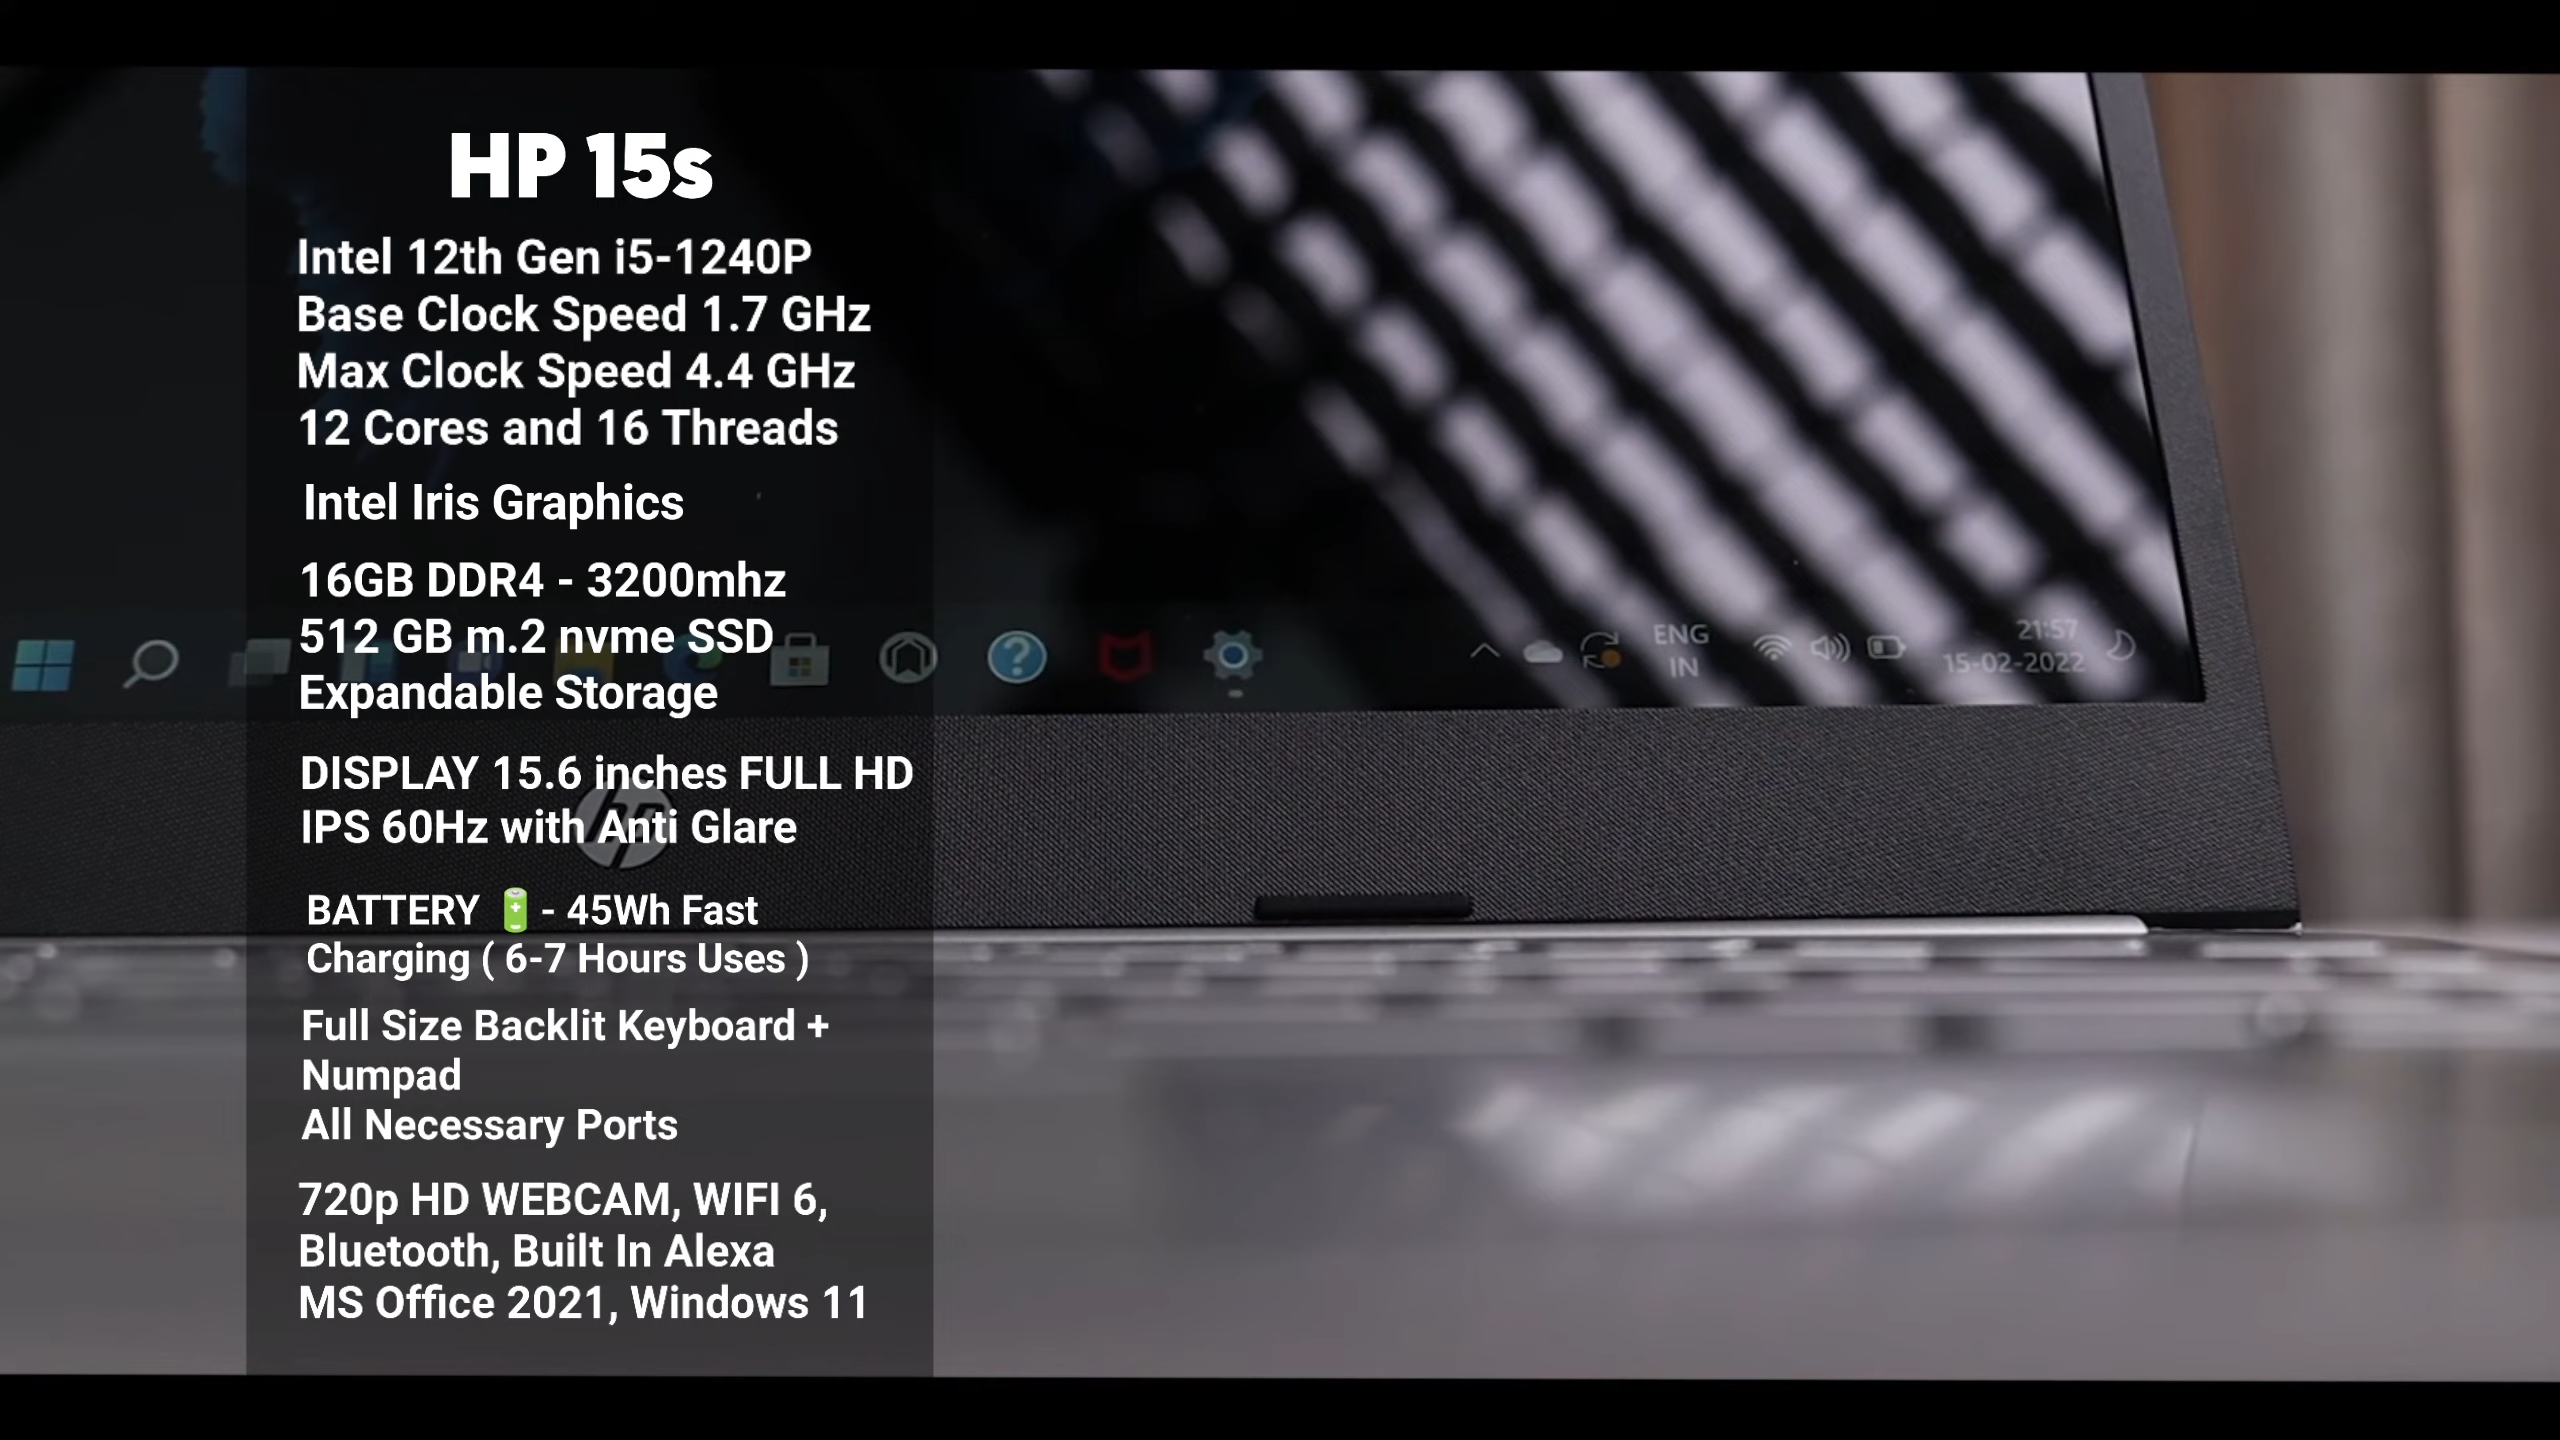 HP 15s
Intel 12th Gen i5-1240P
Base Clock Speed 1.7 GHz
Max Clock Speed 4.4 GHz
12 Cores and 16 Threads
Intel Iris Graphics
16GB DDR4 - 3200mhz
512 GB m.2 nvme SSD
Expandable Storage
DISPLAY 15.6 inches FULL HD
IPS 60Hz with Anti Glare
BATTERY 🔋- 45Wh Fast
Charging ( 6-7 Hours Uses )
Full Size Backlit Keyboard +
Numpad
All Necessary Ports
720p HD WEBCAM, WIFI 6,
Bluetooth, Built In Alexa
MS Office 2021, Windows 11
hp
ENG
IN
21:57
15-02-2022